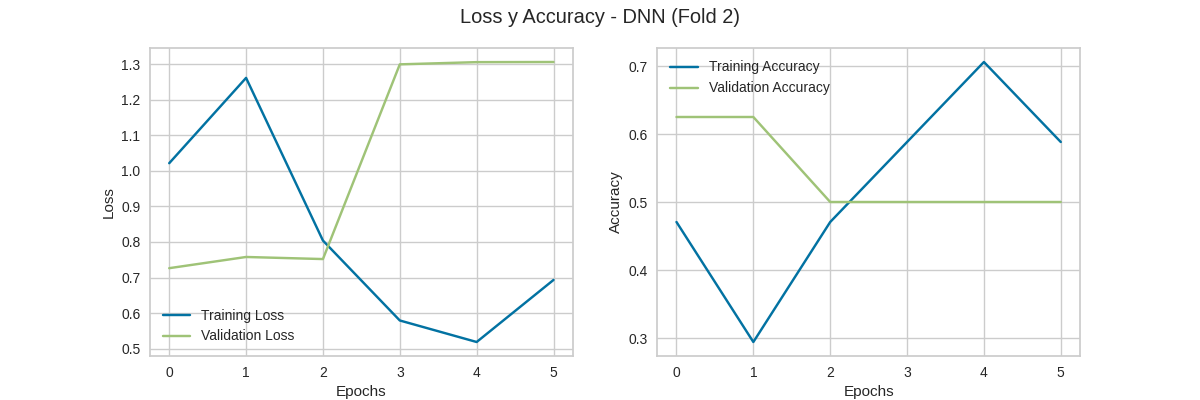 Loss y Accuracy - DNN (Fold 2)
1.3
1.2
1.1
1.0
0.9
0.8
0.7
0.6
0.5
Loss
Training Loss
Validation Loss
0 1 2 3 4 5
Epochs
0.7
0.6
0.5
0.4
0.3
Accuracy
Training Accuracy
Validation Accuracy
0 1 2 3 4 5
Epochs